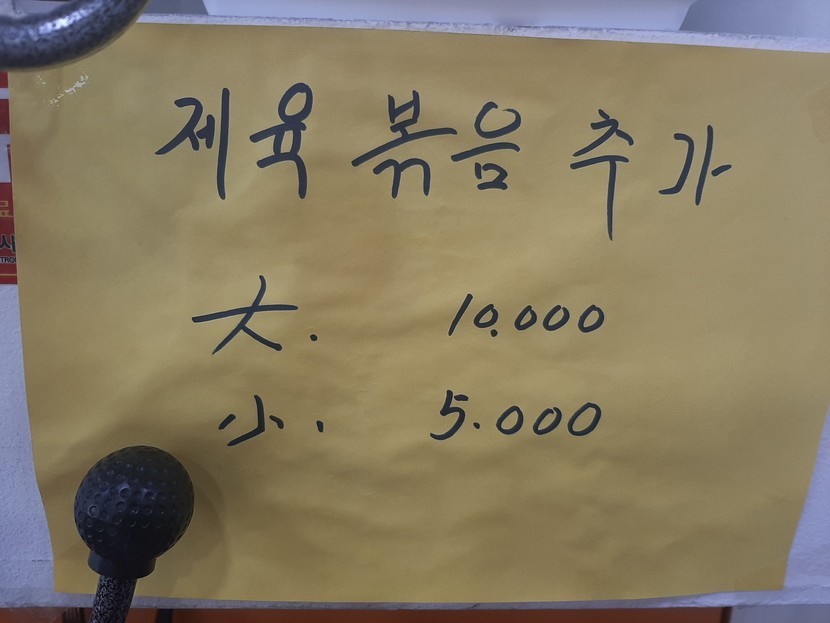 제육 볶음 추가
大. 10.000
小. 5.000